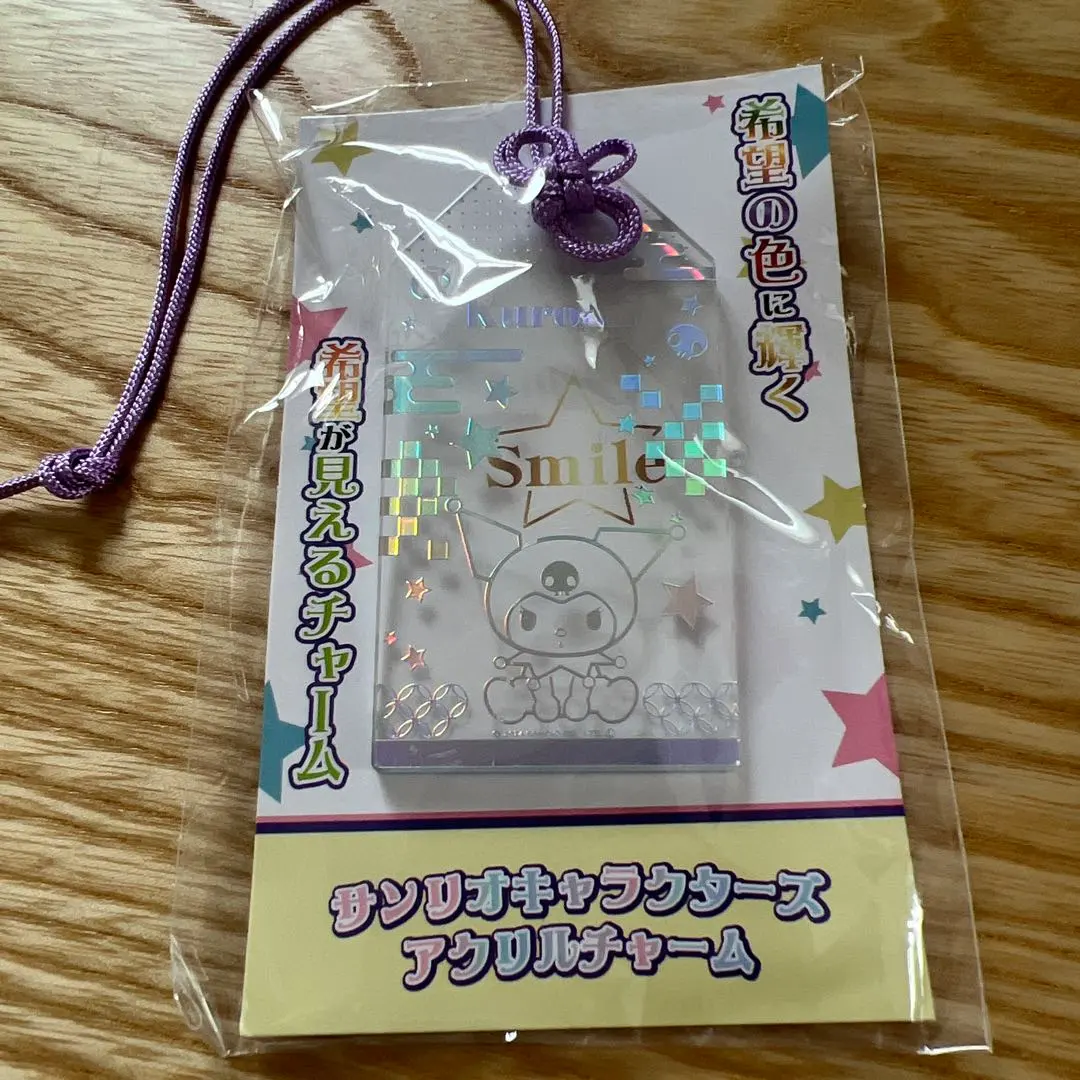 希望の色に輝く
希望が見えるチャーム
Smile
サンリオキャラクターズ
アクリルチャーム